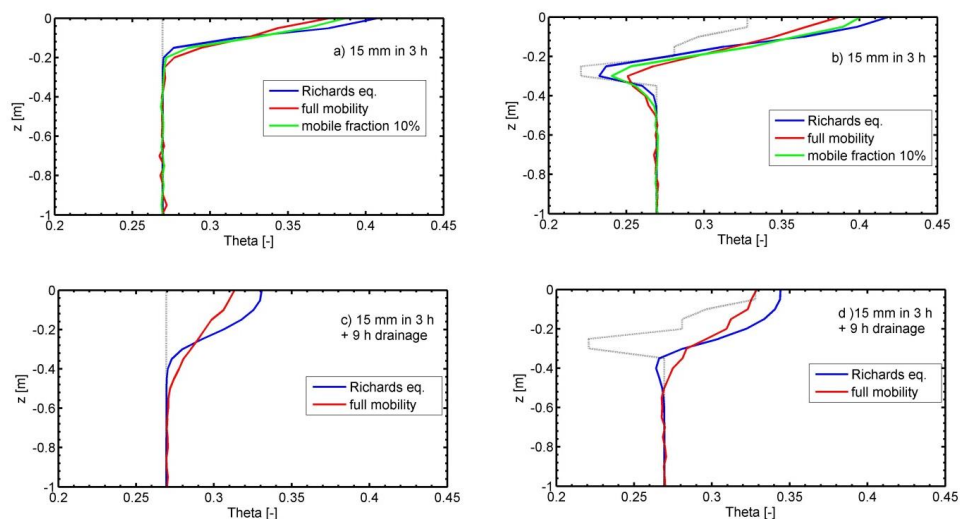 0
-0.2
-0.4
-0.6
-0.8
-1
z [m]
a) 15 mm in 3 h
Richards eq.
full mobility
mobile fraction 10%
0.2 0.25 0.3 0.35 0.4 0.45
Theta [-]
0
-0.2
-0.4
-0.6
-0.8
-1
z [m]
b) 15 mm in 3 h
Richards eq.
full mobility
mobile fraction 10%
0.2 0.25 0.3 0.35 0.4 0.45
Theta [-]
0
-0.2
-0.4
-0.6
-0.8
-1
z [m]
c) 15 mm in 3 h
+ 9 h drainage
Richards eq.
full mobility
0.2 0.25 0.3 0.35 0.4 0.45
Theta [-]
0
-0.2
-0.4
-0.6
-0.8
-1
z [m]
d )15 mm in 3 h
+ 9 h drainage
Richards eq.
full mobility
0.2 0.25 0.3 0.35 0.4 0.45
Theta [-]